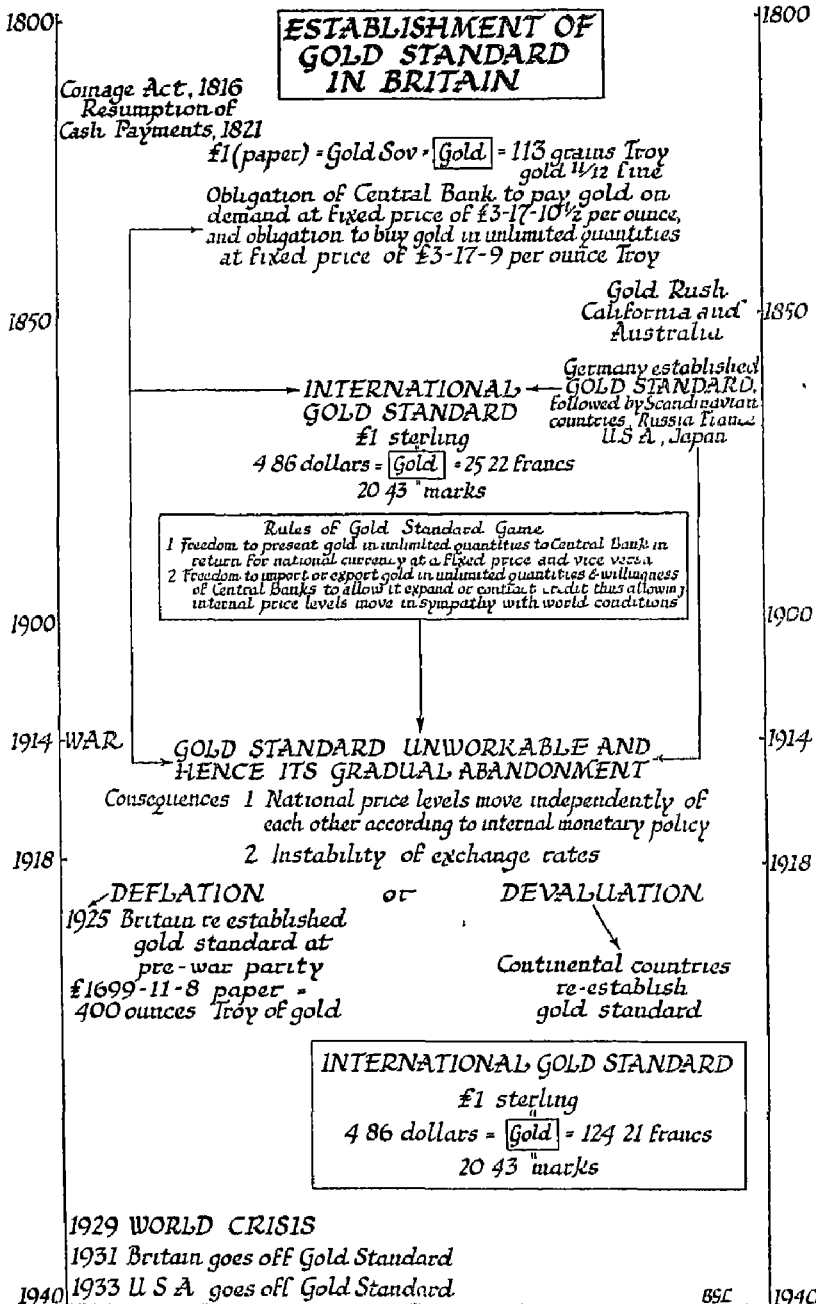 1800
1800
ESTABLISHMENT OF
GOLD STANDARD
IN BRITAIN
Coinage Act, 1816
Resumption of
Cash Payments, 1821
£1 (paper) = Gold Sov = Gold = 113 grains Troy
gold 11/12 fine
Obligation of Central Bank to pay gold on
demand at fixed price of £3-17-10½ per ounce,
and obligation to buy gold in unlimited quantities
at fixed price of £3-17-9 per ounce Troy
Gold Rush
California and
Australia
1850
1850
Germany established
GOLD STANDARD,
followed by Scandinavian
countries, Russia France
U S A, Japan
INTERNATIONAL
GOLD STANDARD
£1 sterling
4 86 dollars = Gold = 25 22 francs
"
20 43 marks
Rules of Gold Standard Game
1 Freedom to present gold in unlimited quantities to Central Bank in
return for national currency at a fixed price and vice versa
2 Freedom to import or export gold in unlimited quantities & willingness
of Central Banks to allow it expand or contract credit thus allowing
internal price levels move in sympathy with world conditions
1900
1900
1914
WAR
1914
GOLD STANDARD UNWORKABLE AND
HENCE ITS GRADUAL ABANDONMENT
Consequences 1 National price levels move independently of
each other according to internal monetary policy
2 Instability of exchange rates
1918
1918
DEFLATION or DEVALUATION
1925 Britain re established
gold standard at
pre-war parity
£1699-11-8 paper =
400 ounces Troy of gold
Continental countries
re-establish
gold standard
INTERNATIONAL GOLD STANDARD
£1 sterling
"
4 86 dollars = Gold = 124 21 francs
"
20 43 marks
1929 WORLD CRISIS
1931 Britain goes off Gold Standard
1933 U S A goes off Gold Standard
1940
BSL
1940